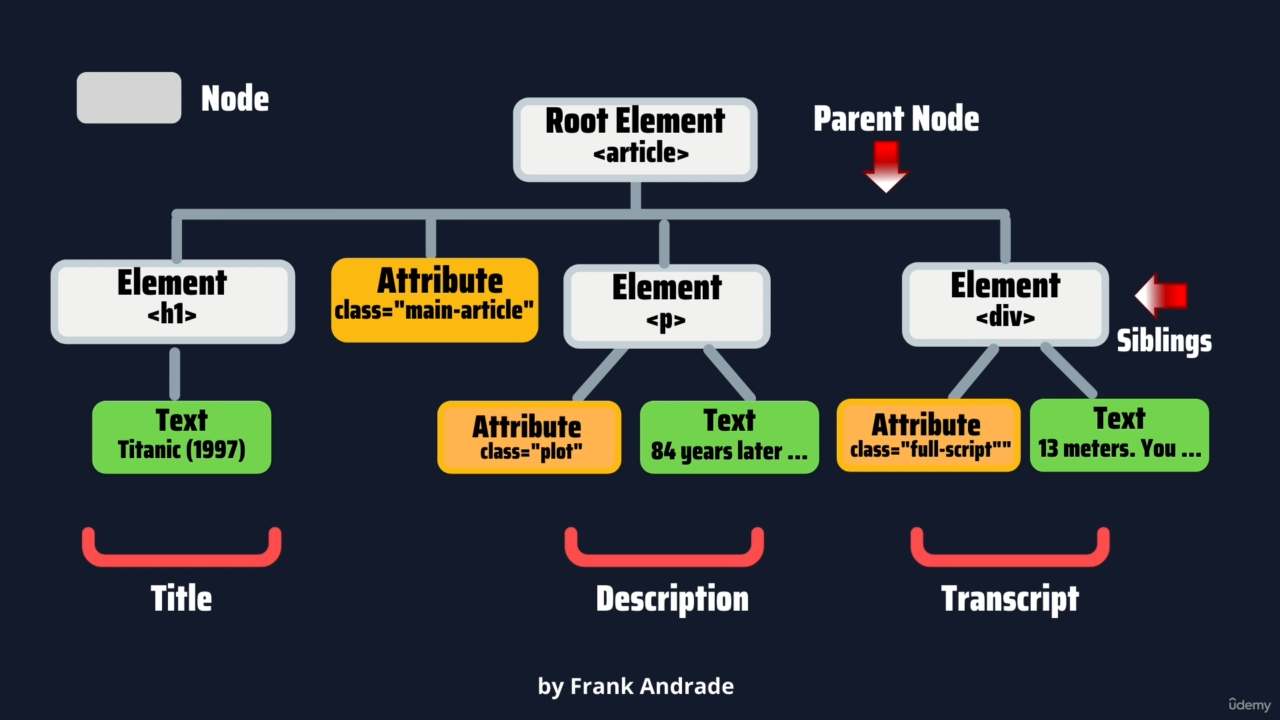 Node
Root Element
<article>
Parent Node
Element
<h1>
Attribute
class="main-article"
Element
<p>
Element
<div>
Siblings
Text
Titanic (1997)
Attribute
class="plot"
Text
84 years later ...
Attribute
class="full-script""
Text
13 meters. You ...
Title
Description
Transcript
by Frank Andrade
ûdemy